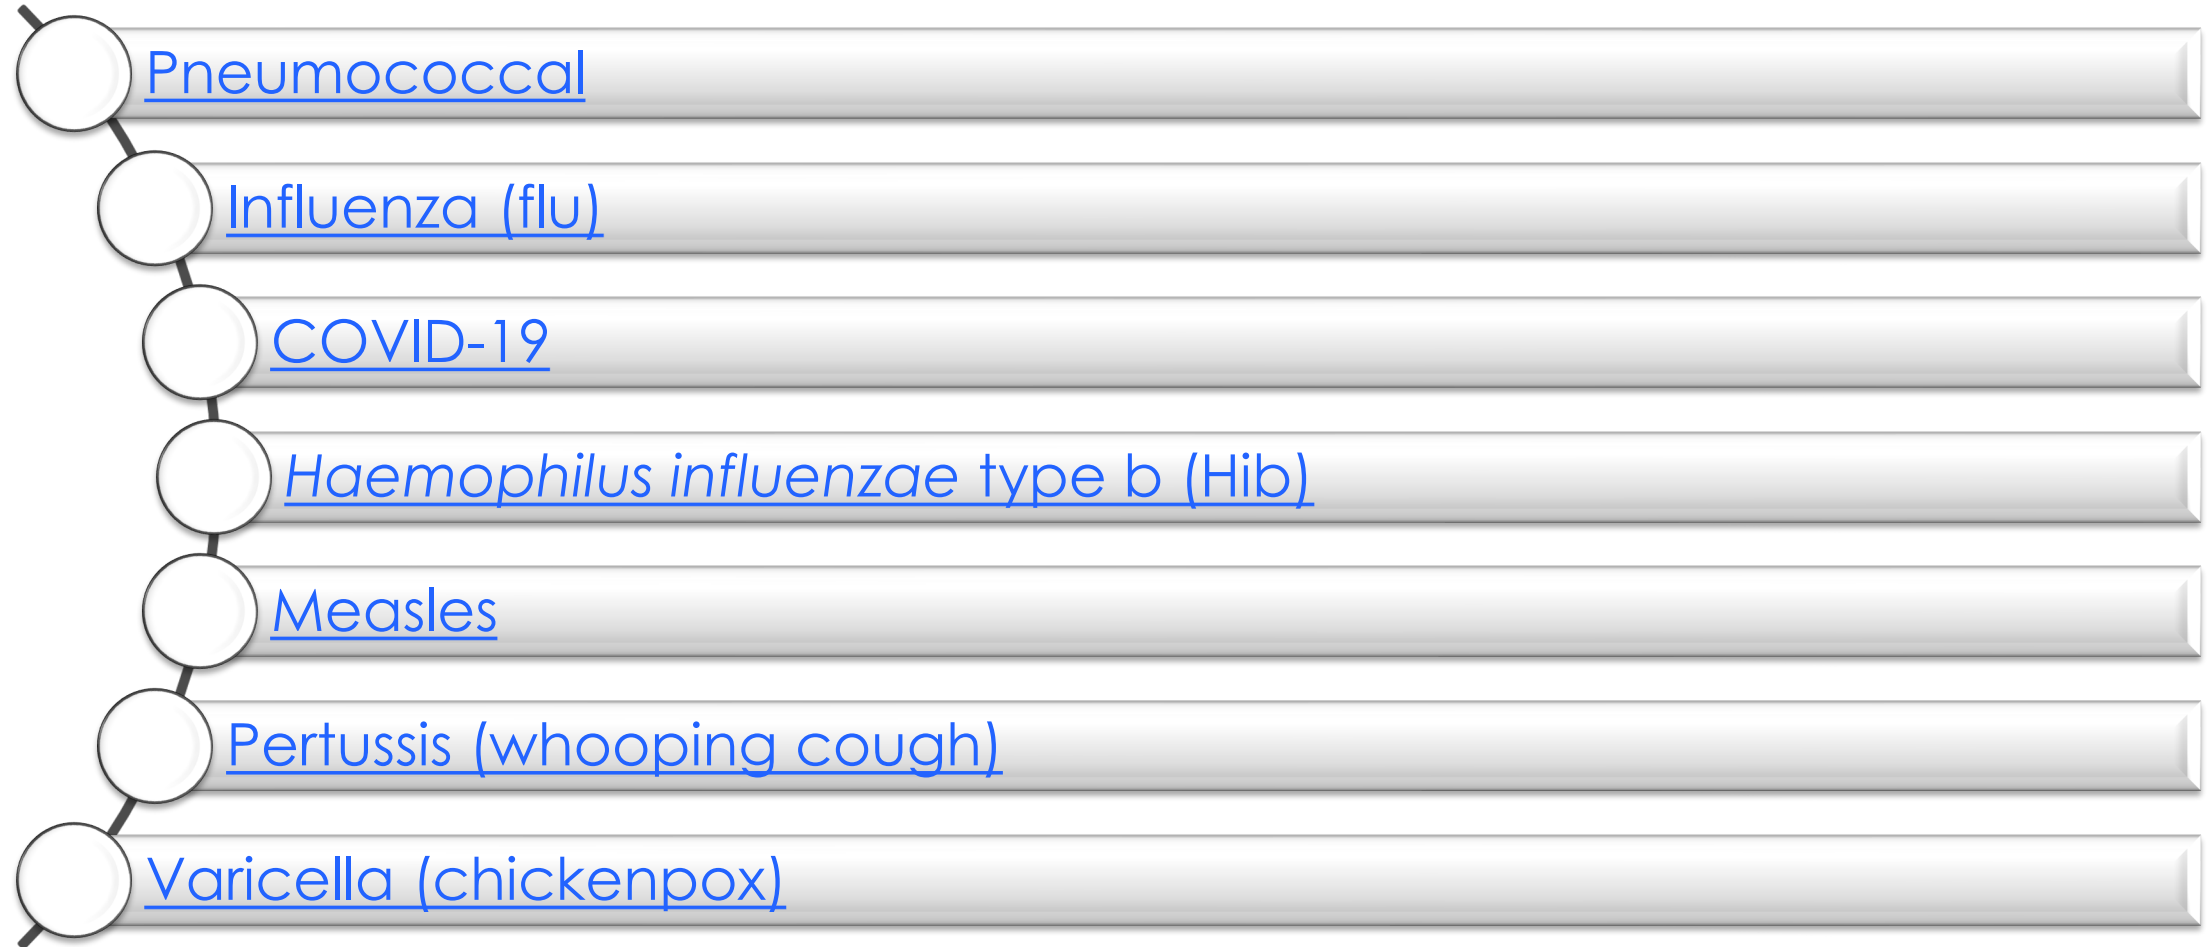 Pneumococcal
Influenza (flu)
COVID-19
Haemophilus influenzae type b (Hib)
Measles
Pertussis (whooping cough)
Varicella (chickenpox)